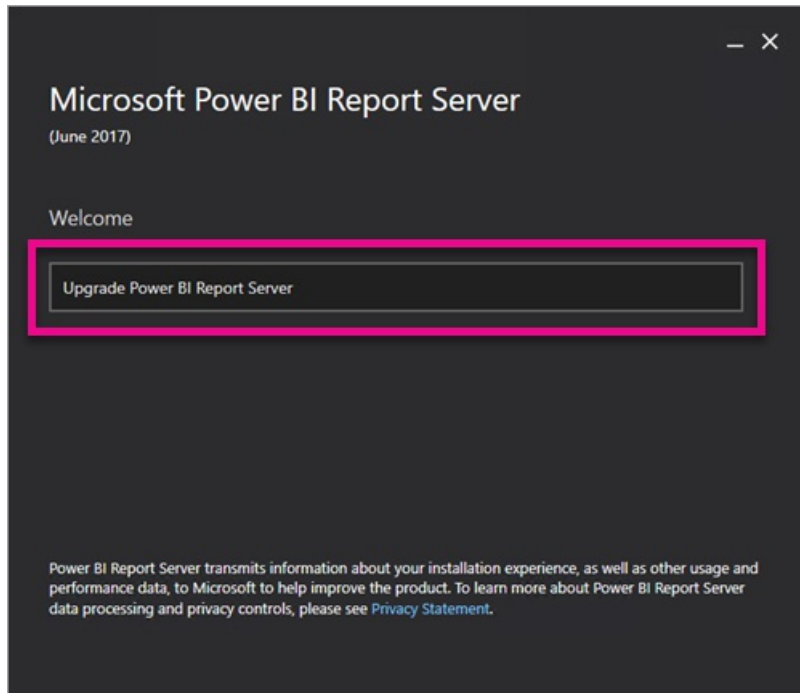 Microsoft Power BI Report Server
(June 2017)
Welcome
Upgrade Power BI Report Server
Power BI Report Server transmits information about your installation experience, as well as other usage and
performance data, to Microsoft to help improve the product. To learn more about Power BI Report Server
data processing and privacy controls, please see Privacy Statement.